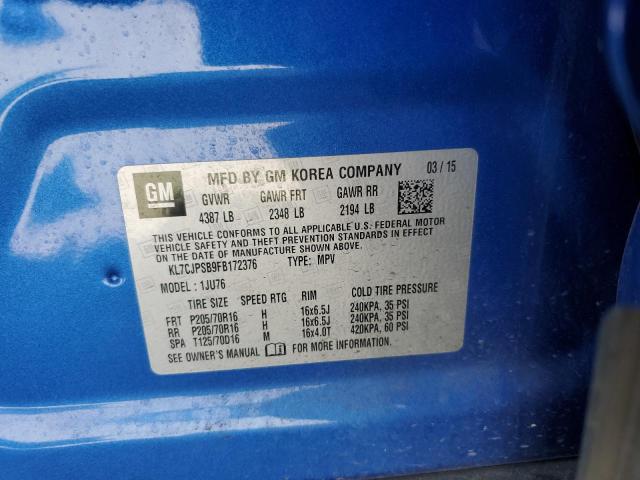 GM MFD BY GM KOREA COMPANY 03 / 15
GVWR GAWR FRT GAWR RR
4387 LB 2348 LB 2194 LB
THIS VEHICLE CONFORMS TO ALL APPLICABLE U.S. FEDERAL MOTOR
VEHICLE SAFETY AND THEFT PREVENTION STANDARDS IN EFFECT
ON THE DATE OF MANUFACTURE SHOWN ABOVE.
KL7CJPSB9FB172376 TYPE: MPV
MODEL : 1JU76
TIRE SIZE SPEED RTG RIM COLD TIRE PRESSURE
FRT P205/70R16 H 16x6.5J 240KPA, 35 PSI
RR P205/70R16 H 16x6.5J 240KPA, 35 PSI
SPA T125/70D16 M 16x4.0T 420KPA, 60 PSI
SEE OWNER'S MANUAL FOR MORE INFORMATION.